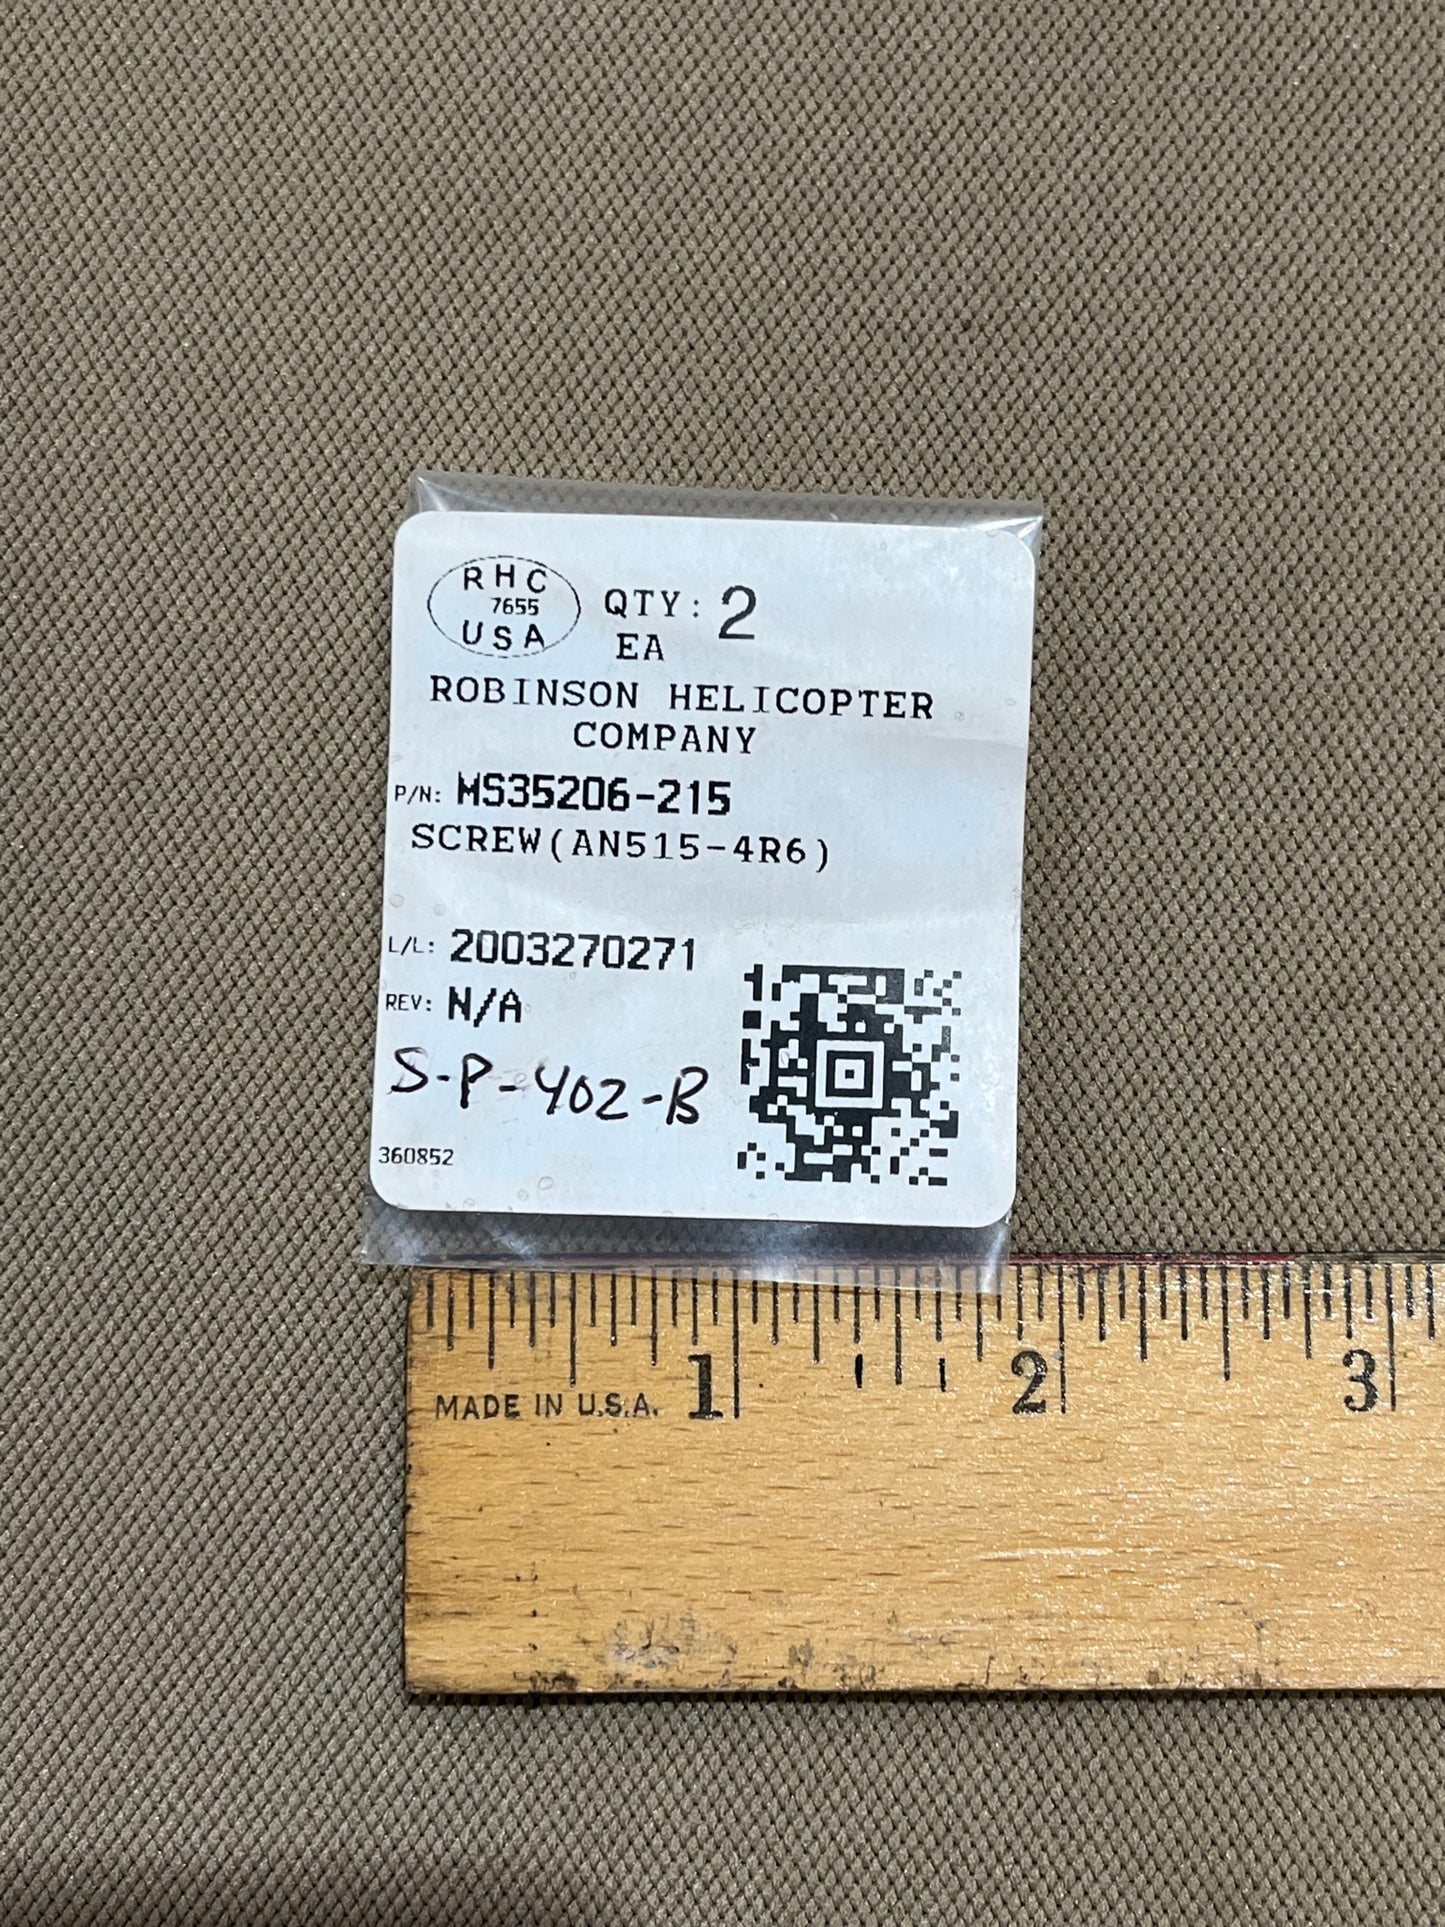 RHC
7655
USA
QTY: 2
EA
ROBINSON HELICOPTER
COMPANY
P/N: MS35206-215
SCREW(AN515-4R6)
L/L: 2003270271
REV: N/A
S-P-402-B
360852
1 2 3
MADE IN U.S.A.